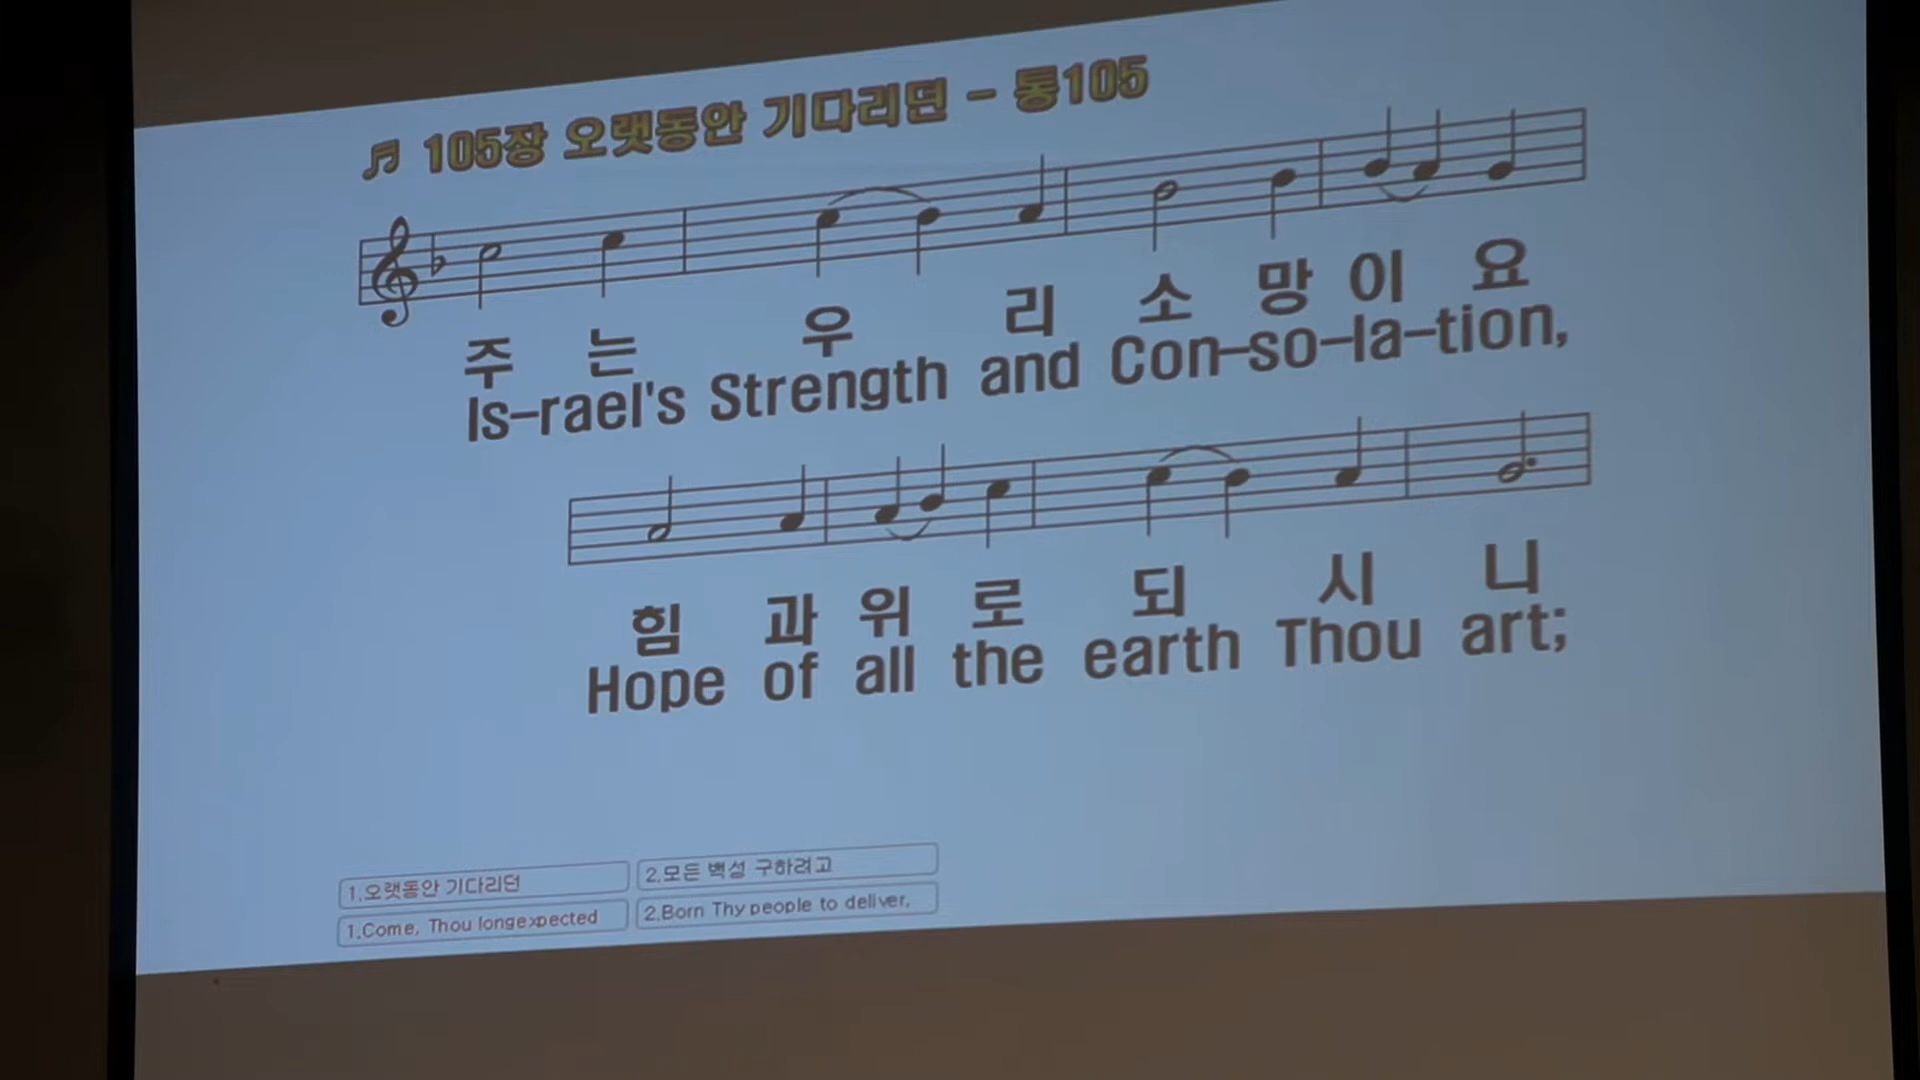 ♬ 105장 오랫동안 기다리던 - 통105
주 는 우 리 소 망 이 요
Is-rael's Strength and Con-so-la-tion,
힘 과 위 로 되 시 니
Hope of all the earth Thou art;
1.오랫동안 기다리던
2.모든 백성 구하려고
1.Come, Thou longexpected
2.Born Thy people to deliver,